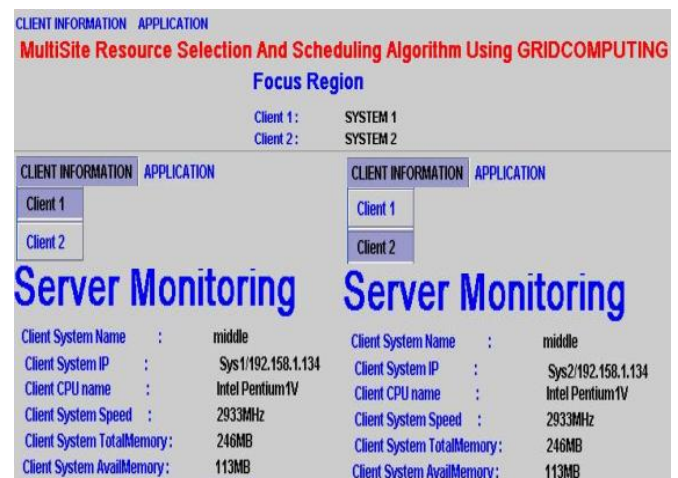 CLIENT INFORMATION APPLICATION
MultiSite Resource Selection And Scheduling Algorithm Using GRIDCOMPUTING
Focus Region
Client 1 : SYSTEM 1
Client 2 : SYSTEM 2
CLIENT INFORMATION APPLICATION
Client 1
Client 2
Server Monitoring
Client System Name : middle
Client System IP : Sys1/192.158.1.134
Client CPU name : Intel Pentium1V
Client System Speed : 2933MHz
Client System TotalMemory : 246MB
Client System AvailMemory : 113MB
CLIENT INFORMATION APPLICATION
Client 1
Client 2
Server Monitoring
Client System Name : middle
Client System IP : Sys2/192.158.1.134
Client CPU name : Intel Pentium1V
Client System Speed : 2933MHz
Client System TotalMemory : 246MB
Client System AvailMemory : 113MB